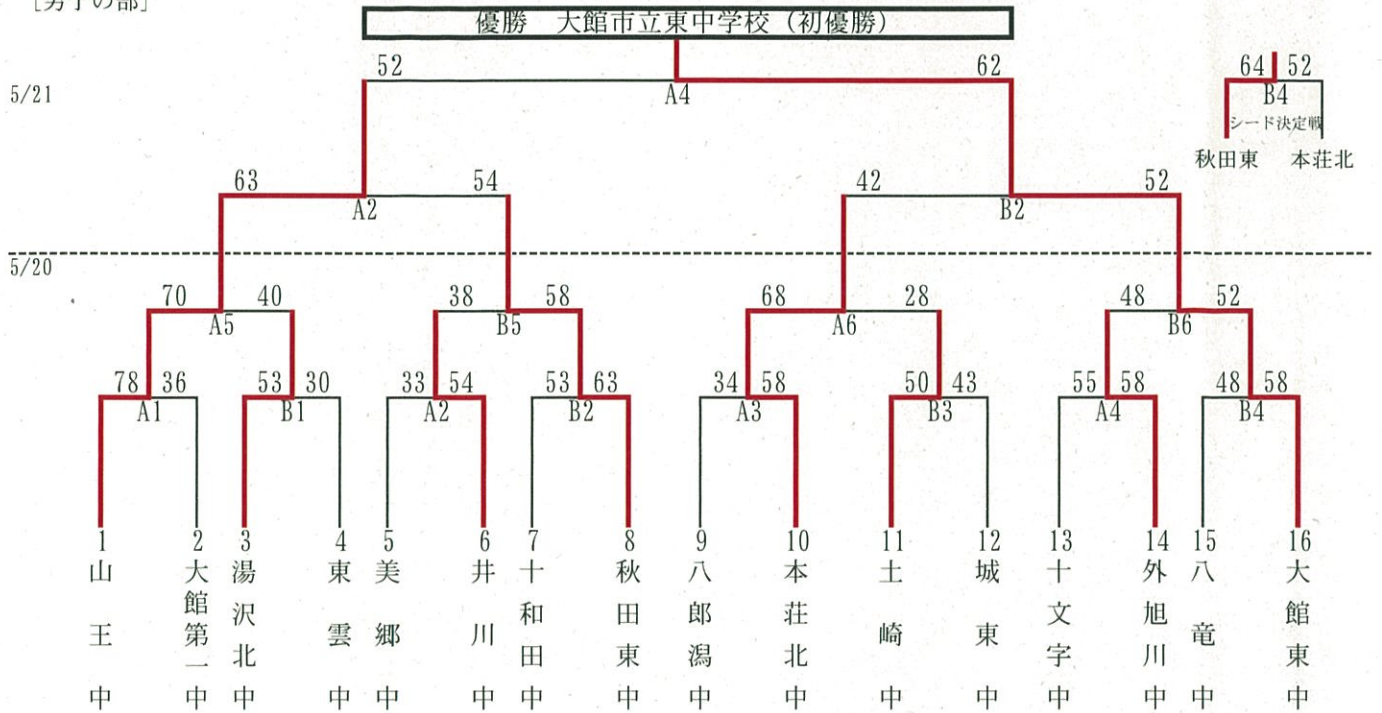 ［男子の部］
優勝　大館市立東中学校（初優勝）
52 62 64 52
5/21 A4 B4
シード決定戦
秋田東 本荘北
63 54 42 52
A2 B2
5/20
70 40 38 58 68 28 48 52
A5 B5 A6 B6
78 36 53 30 33 54 53 63 34 58 50 43 55 58 48 58
A1 B1 A2 B2 A3 B3 A4 B4
1 2 3 4 5 6 7 8 9 10 11 12 13 14 15 16
山王中
大館第一中
湯沢北中
東雲中
美郷中
井川中
十和田中
秋田東中
八郎潟中
本荘北中
土崎中
城東中
十文字中
外旭川中
八竜中
大館東中